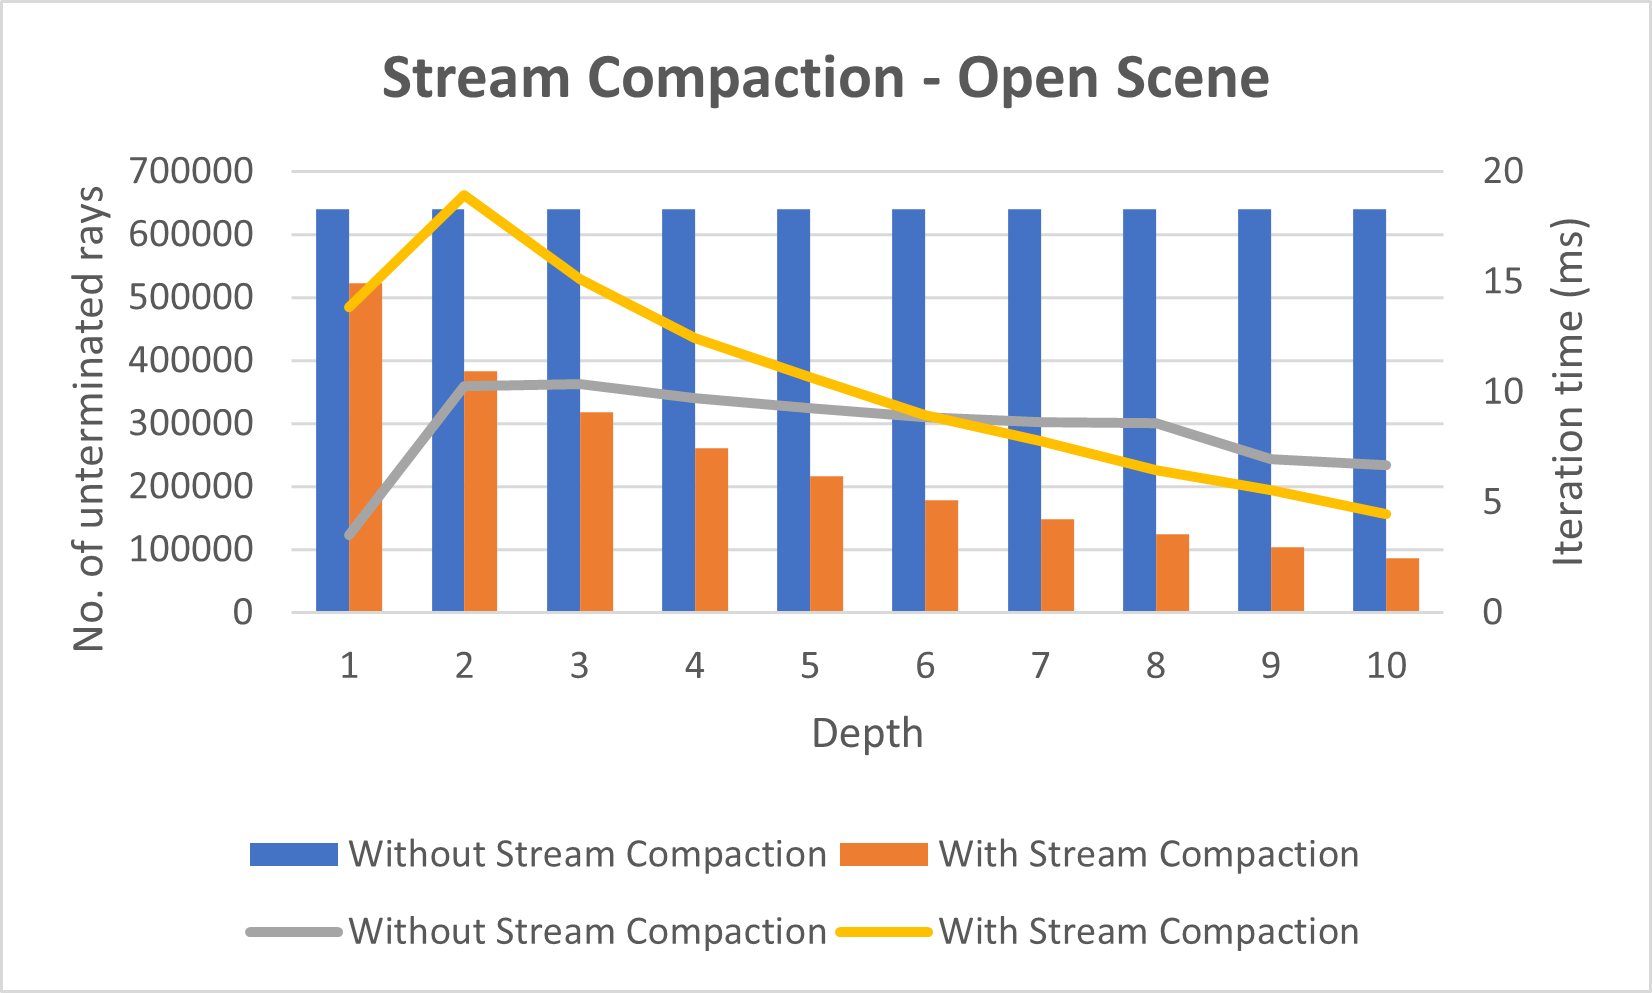 Stream Compaction - Open Scene
No. of unterminated rays
700000
600000
500000
400000
300000
200000
100000
0
20
15
10
5
0
Iteration time (ms)
1 2 3 4 5 6 7 8 9 10
Depth
Without Stream Compaction With Stream Compaction
Without Stream Compaction With Stream Compaction